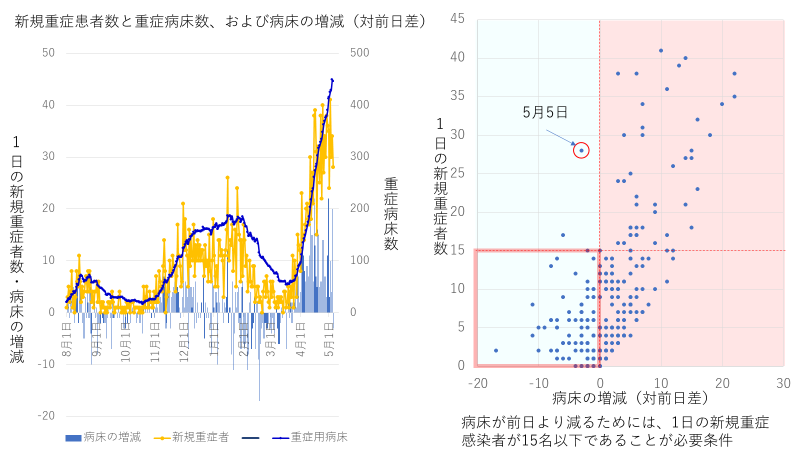 新規重症患者数と重症病床数、および病床の増減（対前日差）
50
40
30
20
10
0
-10
-20
500
400
300
200
100
0
１日の新規重症者数・病床の増減
重症病床数
8月1日
9月1日
10月1日
11月1日
12月1日
1月1日
2月1日
3月1日
4月1日
5月1日
病床の増減
新規重症者
重症用病床
45
40
35
30
25
20
15
10
5
0
１日の新規重症者数
5月5日
-20
-10
0
10
20
30
病床の増減（対前日差）
病床が前日より減るためには、1日の新規重症
感染者が15名以下であることが必要条件